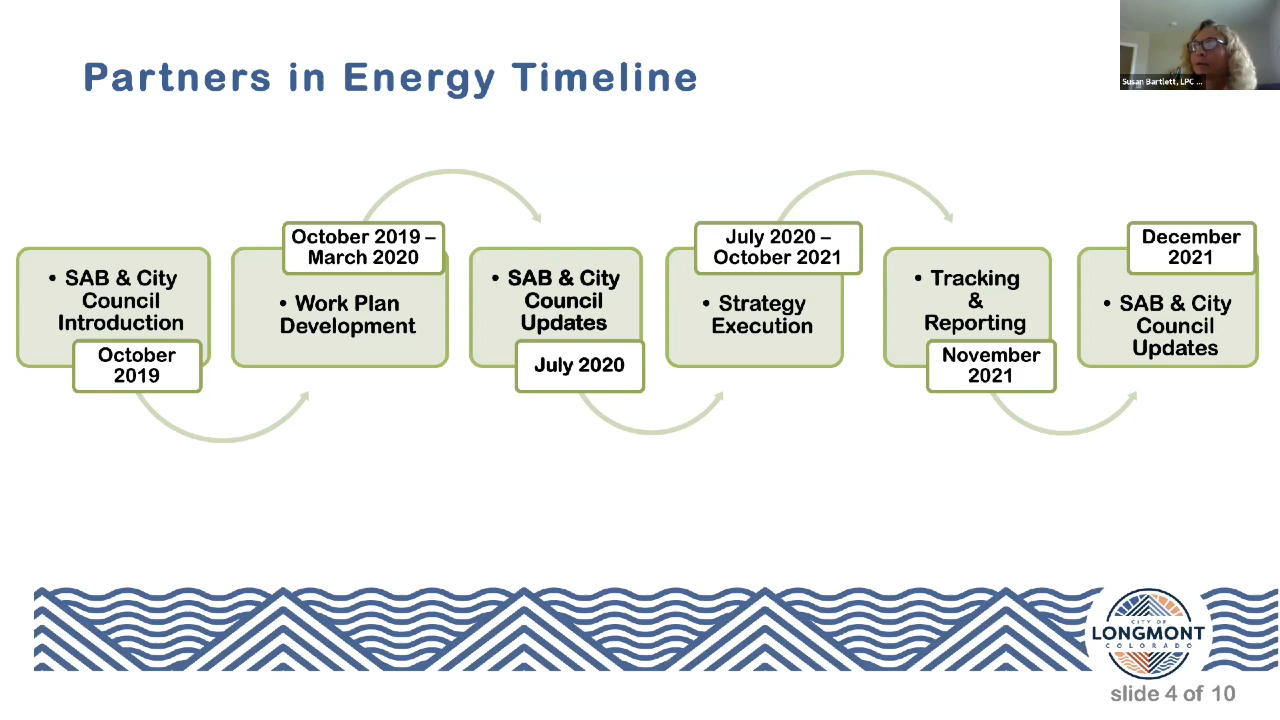 Partners in Energy Timeline
Susan Bartlett, LPC ...
• SAB & City
Council
Introduction
October
2019
October 2019 –
March 2020
• Work Plan
Development
• SAB & City
Council
Updates
July 2020
July 2020 –
October 2021
• Strategy
Execution
• Tracking
&
Reporting
November
2021
December
2021
• SAB & City
Council
Updates
CITY OF
LONGMONT
COLORADO
slide 4 of 10